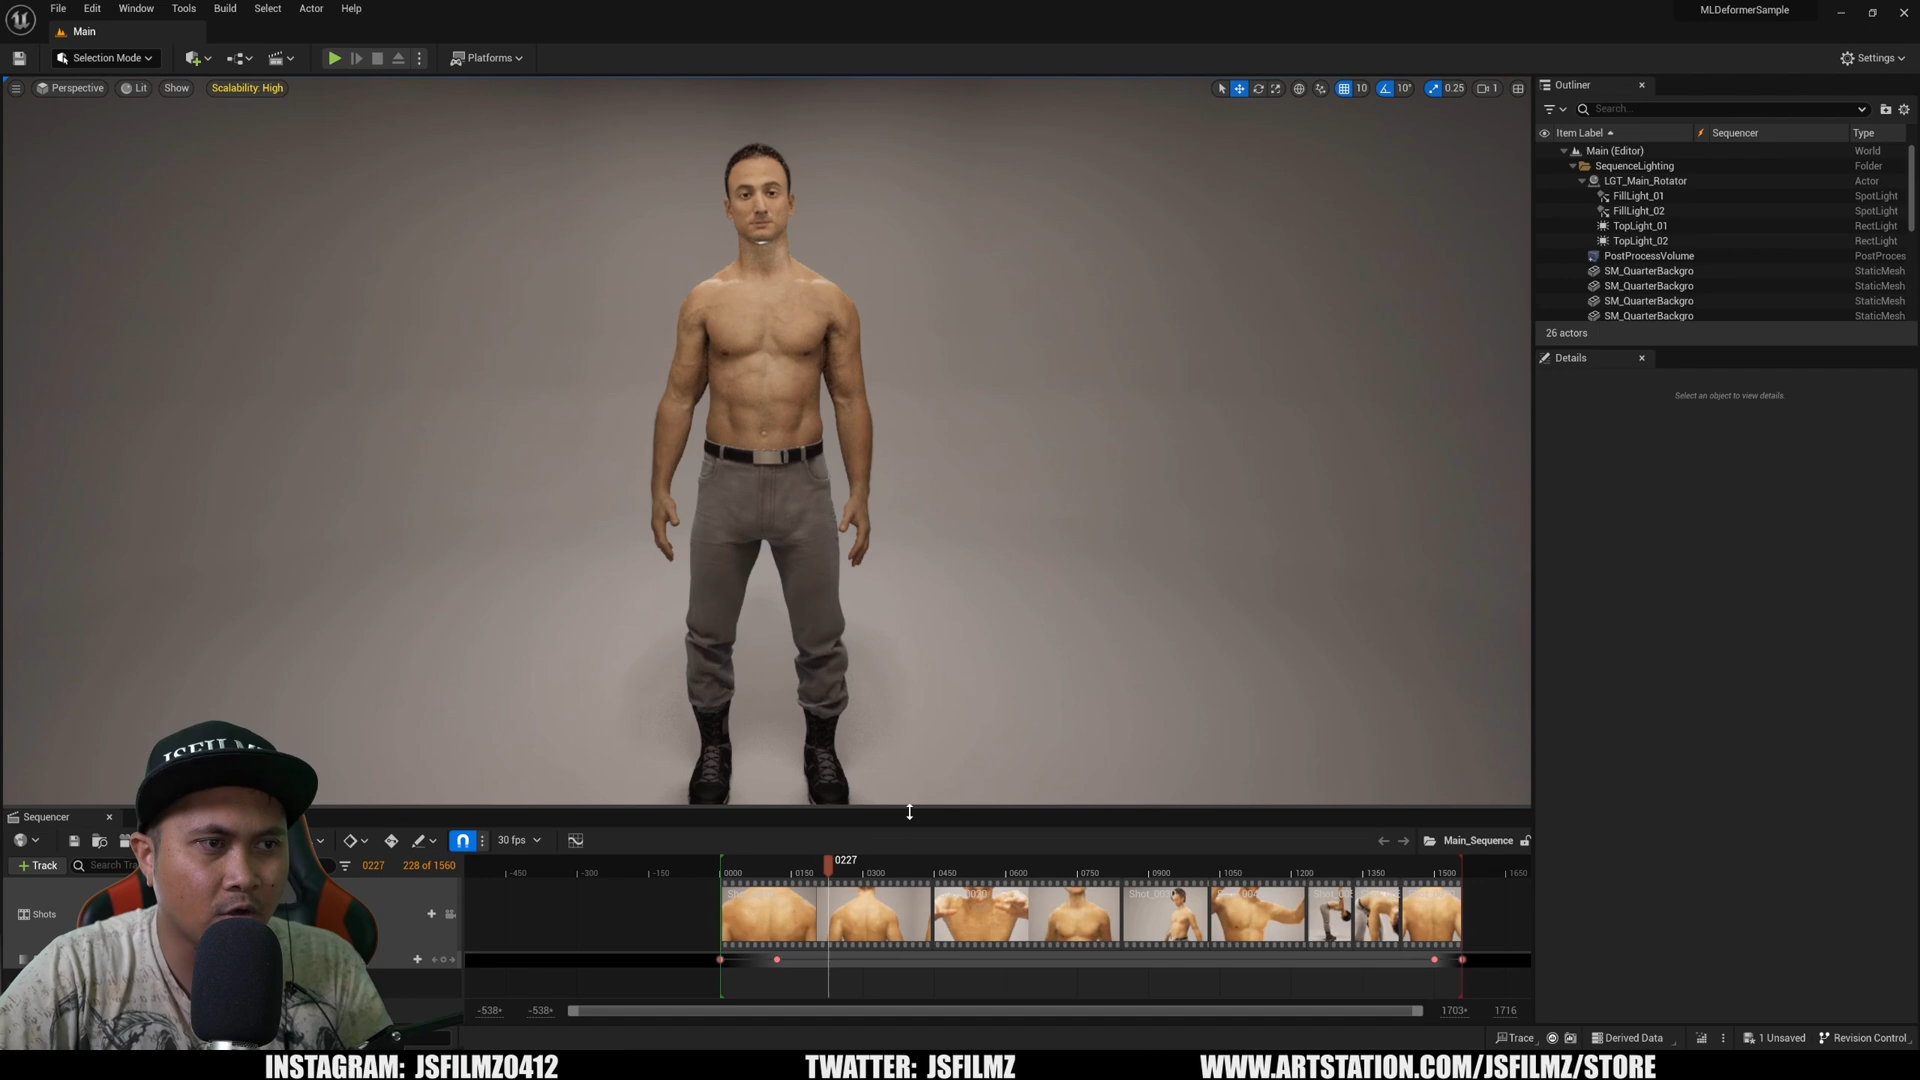 File Edit Window Tools Build Select Actor Help
MLDeformerSample
Main
Selection Mode
Platforms
Settings
Perspective
Lit
Show
Scalability: High
10
10°
0.25
1
Outliner
Search...
Item Label
Sequencer
Type
Main (Editor) World
SequenceLighting Folder
LGT_Main_Rotator Actor
FillLight_01 SpotLight
FillLight_02 SpotLight
TopLight_01 RectLight
TopLight_02 RectLight
PostProcessVolume PostProces
SM_QuarterBackgro StaticMesh
SM_QuarterBackgro StaticMesh
SM_QuarterBackgro StaticMesh
SM_QuarterBackgro StaticMesh
26 actors
Details
Select an object to view details.
JSFILMZ
Sequencer
30 fps
Main_Sequence
+ Track
Search Tra
0227
228 of 1560
0227
-450 -300 -150 0000 0150 0300 0450 0600 0750 0900 1050 1200 1350 1500 1650
Shots
Shot_0030
-538+ -538+ 1703+ 1716
Trace
Derived Data
1 Unsaved
Revision Control
INSTAGRAM: JSFILMZ0412 TWATTER: JSFILMZ WWW.ARTSTATION.COM/JSFILMZ/STORE